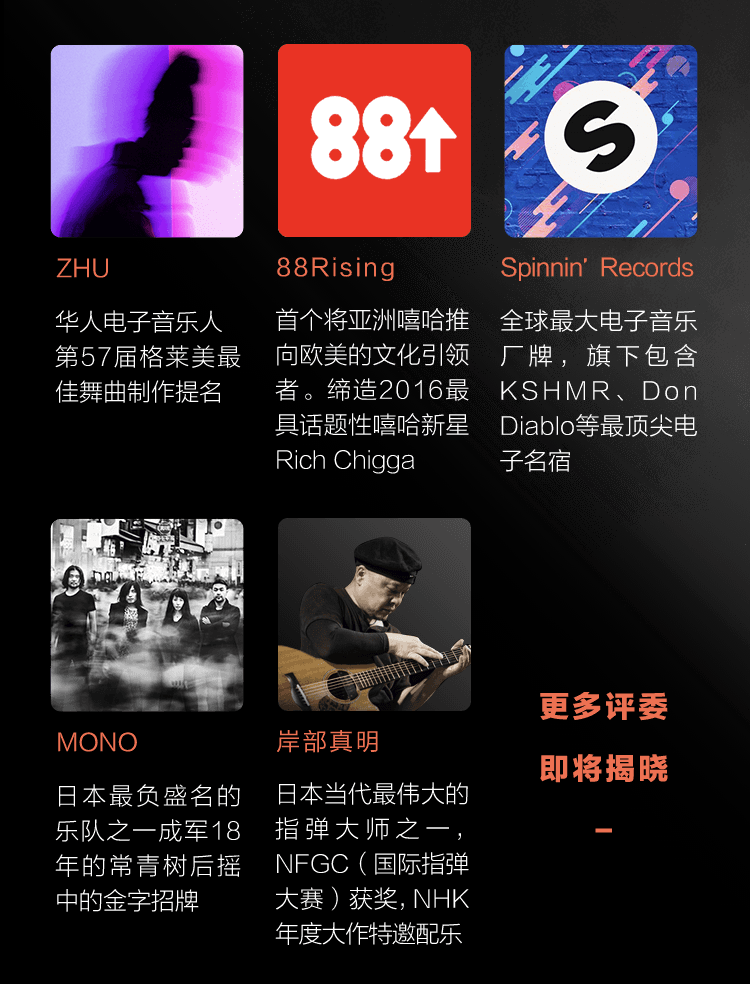 88↑
S
ZHU
88Rising
Spinnin' Records
华人电子音乐人
第57届格莱美最
佳舞曲制作提名
首个将亚洲嘻哈推
向欧美的文化引领
者。缔造2016最
具话题性嘻哈新星
Rich Chigga
全球最大电子音乐
厂牌，旗下包含
KSHMR、Don
Diablo等最顶尖电
子名宿
MONO
岸部真明
日本最负盛名的
乐队之一成军18
年的常青树后摇
中的金字招牌
日本当代最伟大的
指弹大师之一，
NFGC（国际指弹
大赛）获奖，NHK
年度大作特邀配乐
更多评委
即将揭晓
–